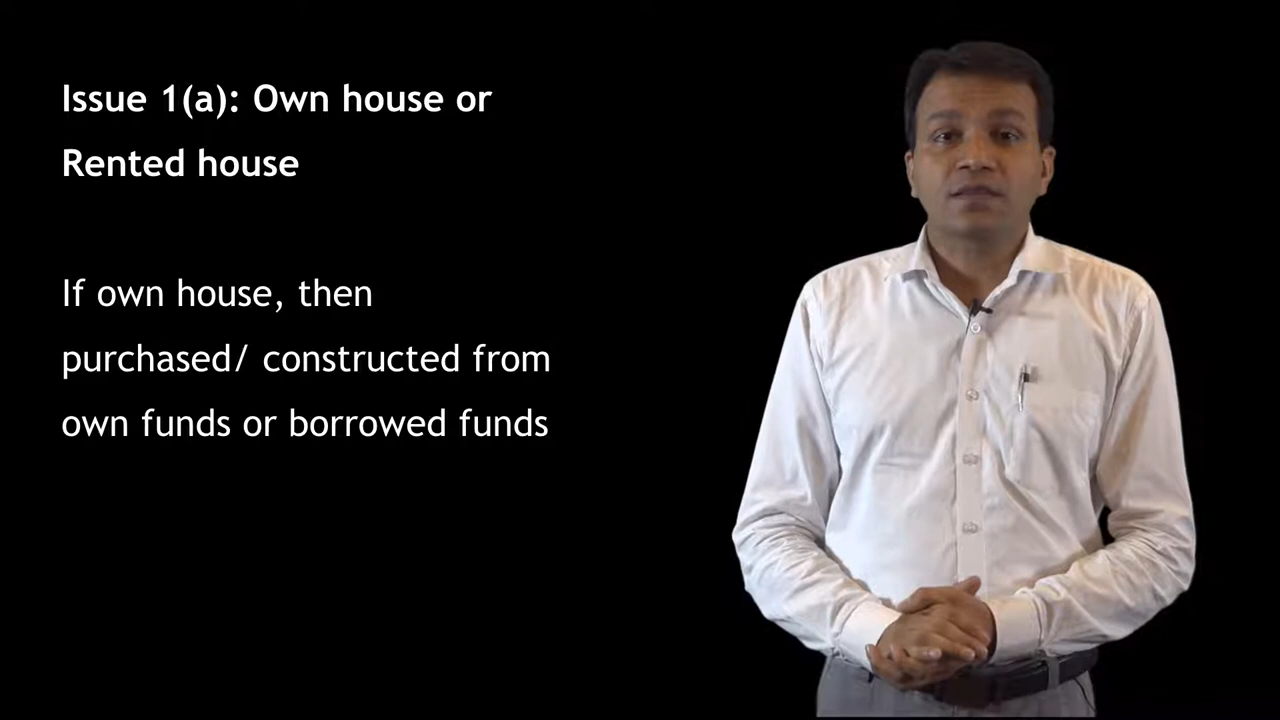 Issue 1(a): Own house or
Rented house
If own house, then
purchased/ constructed from
own funds or borrowed funds